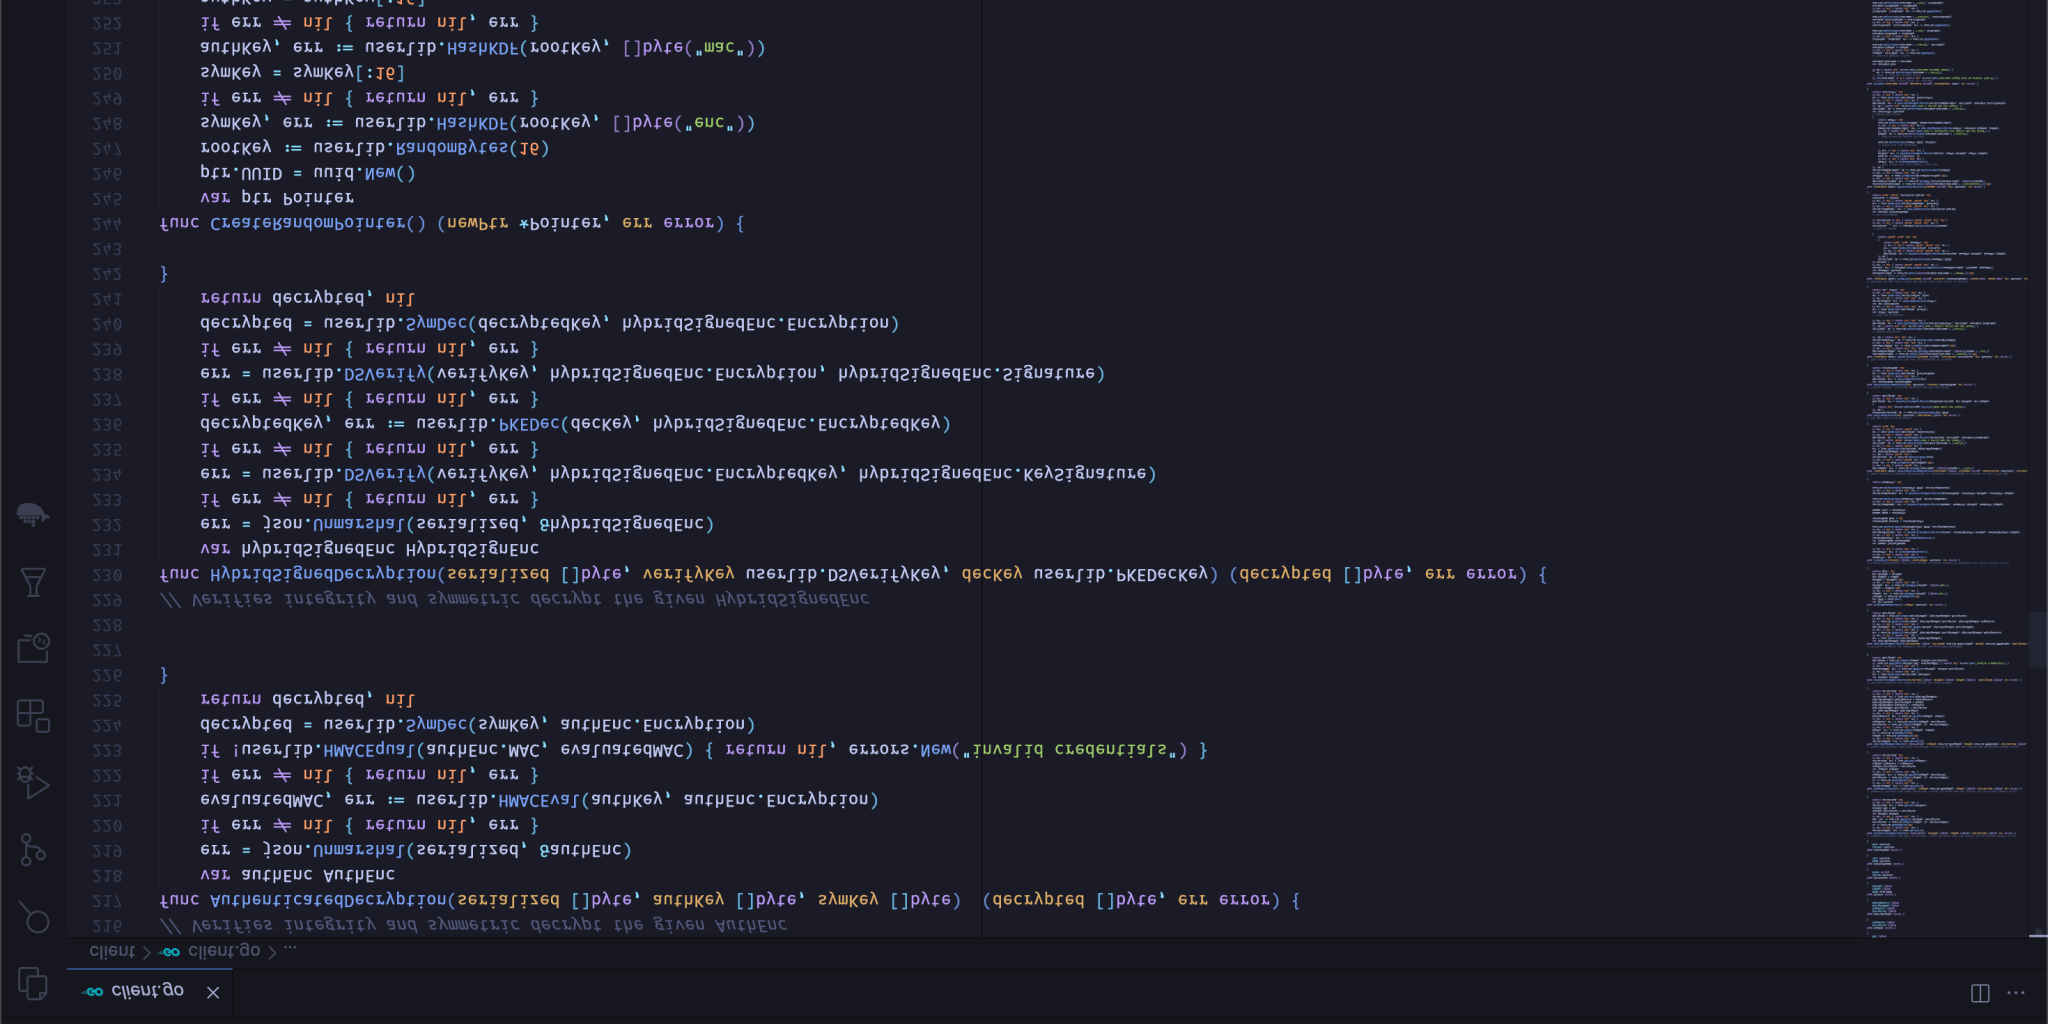 client.go
client > client.go > ...
216 // Verifies integrity and symmetric decrypt the given AuthEnc
217 func AuthenticatedDecryption(serialized []byte, authKey []byte, symKey []byte) (decrypted []byte, err error) {
218 var authEnc AuthEnc
219 err = json.Unmarshal(serialized, &authEnc)
220 if err ≠ nil { return nil, err }
221 evaluatedMAC, err := userlib.HMACEval(authKey, authEnc.Encryption)
222 if err ≠ nil { return nil, err }
223 if !userlib.HMACEqual(authEnc.MAC, evaluatedMAC) { return nil, errors.New("invalid credentials") }
224 decrypted = userlib.SymDec(symKey, authEnc.Encryption)
225 return decrypted, nil
226 }
227
228
229 // Verifies integrity and symmetric decrypt the given HybridSignedEnc
230 func HybridSignedDecryption(serialized []byte, verifyKey userlib.DSVerifyKey, decKey userlib.PKEDecKey) (decrypted []byte, err error) {
231 var hybridSignedEnc HybridSignEnc
232 err = json.Unmarshal(serialized, &hybridSignedEnc)
233 if err ≠ nil { return nil, err }
234 err = userlib.DSVerify(verifyKey, hybridSignedEnc.EncryptedKey, hybridSignedEnc.KeySignature)
235 if err ≠ nil { return nil, err }
236 decryptedKey, err := userlib.PKEDec(decKey, hybridSignedEnc.EncryptedKey)
237 if err ≠ nil { return nil, err }
238 err = userlib.DSVerify(verifyKey, hybridSignedEnc.Encryption, hybridSignedEnc.Signature)
239 if err ≠ nil { return nil, err }
240 decrypted = userlib.SymDec(decryptedKey, hybridSignedEnc.Encryption)
241 return decrypted, nil
242 }
243
244 func CreateRandomPointer() (newPtr *Pointer, err error) {
245 var ptr Pointer
246 ptr.UUID = uuid.New()
247 rootKey := userlib.RandomBytes(16)
248 symKey, err := userlib.HashKDF(rootKey, []byte("enc"))
249 if err ≠ nil { return nil, err }
250 symKey = symKey[:16]
251 authKey, err := userlib.HashKDF(rootKey, []byte("mac"))
252 if err ≠ nil { return nil, err }
253 authKey = authKey[:16]